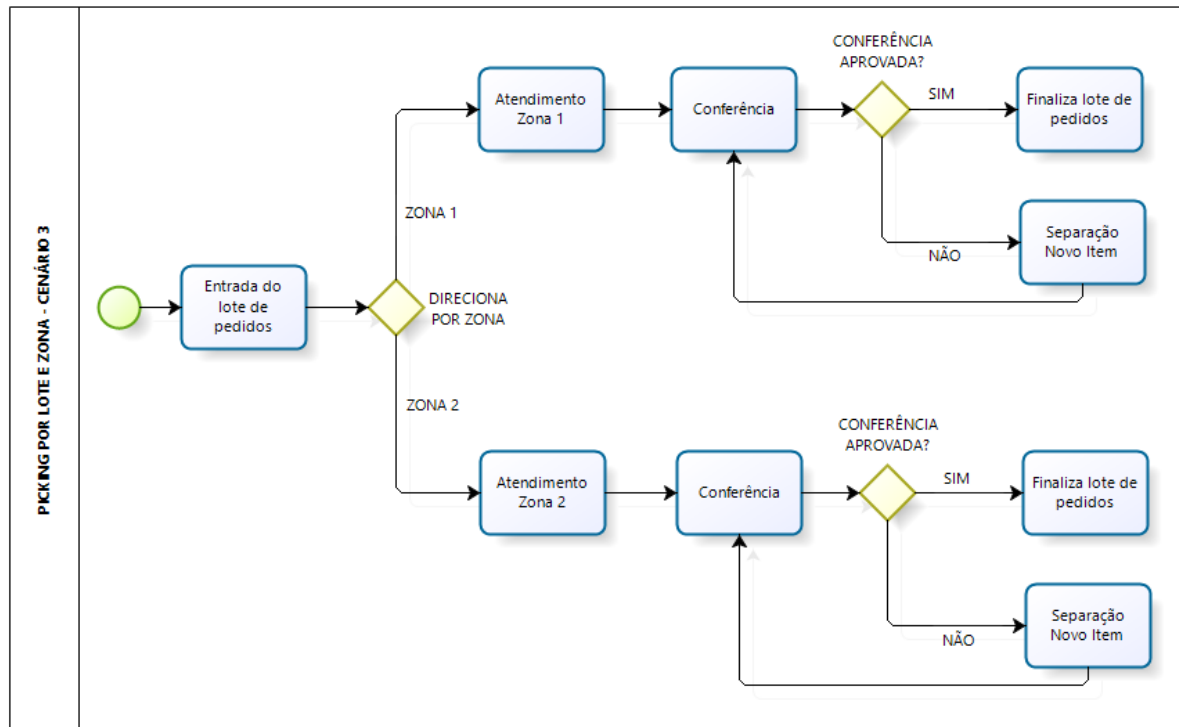 PICKING POR LOTE E ZONA - CENÁRIO 3
Entrada do
lote de
pedidos
DIRECIONA
POR ZONA
ZONA 1
Atendimento
Zona 1
Conferência
CONFERÊNCIA
APROVADA?
SIM
Finaliza lote de
pedidos
NÃO
Separação
Novo Item
ZONA 2
Atendimento
Zona 2
Conferência
CONFERÊNCIA
APROVADA?
SIM
Finaliza lote de
pedidos
NÃO
Separação
Novo Item